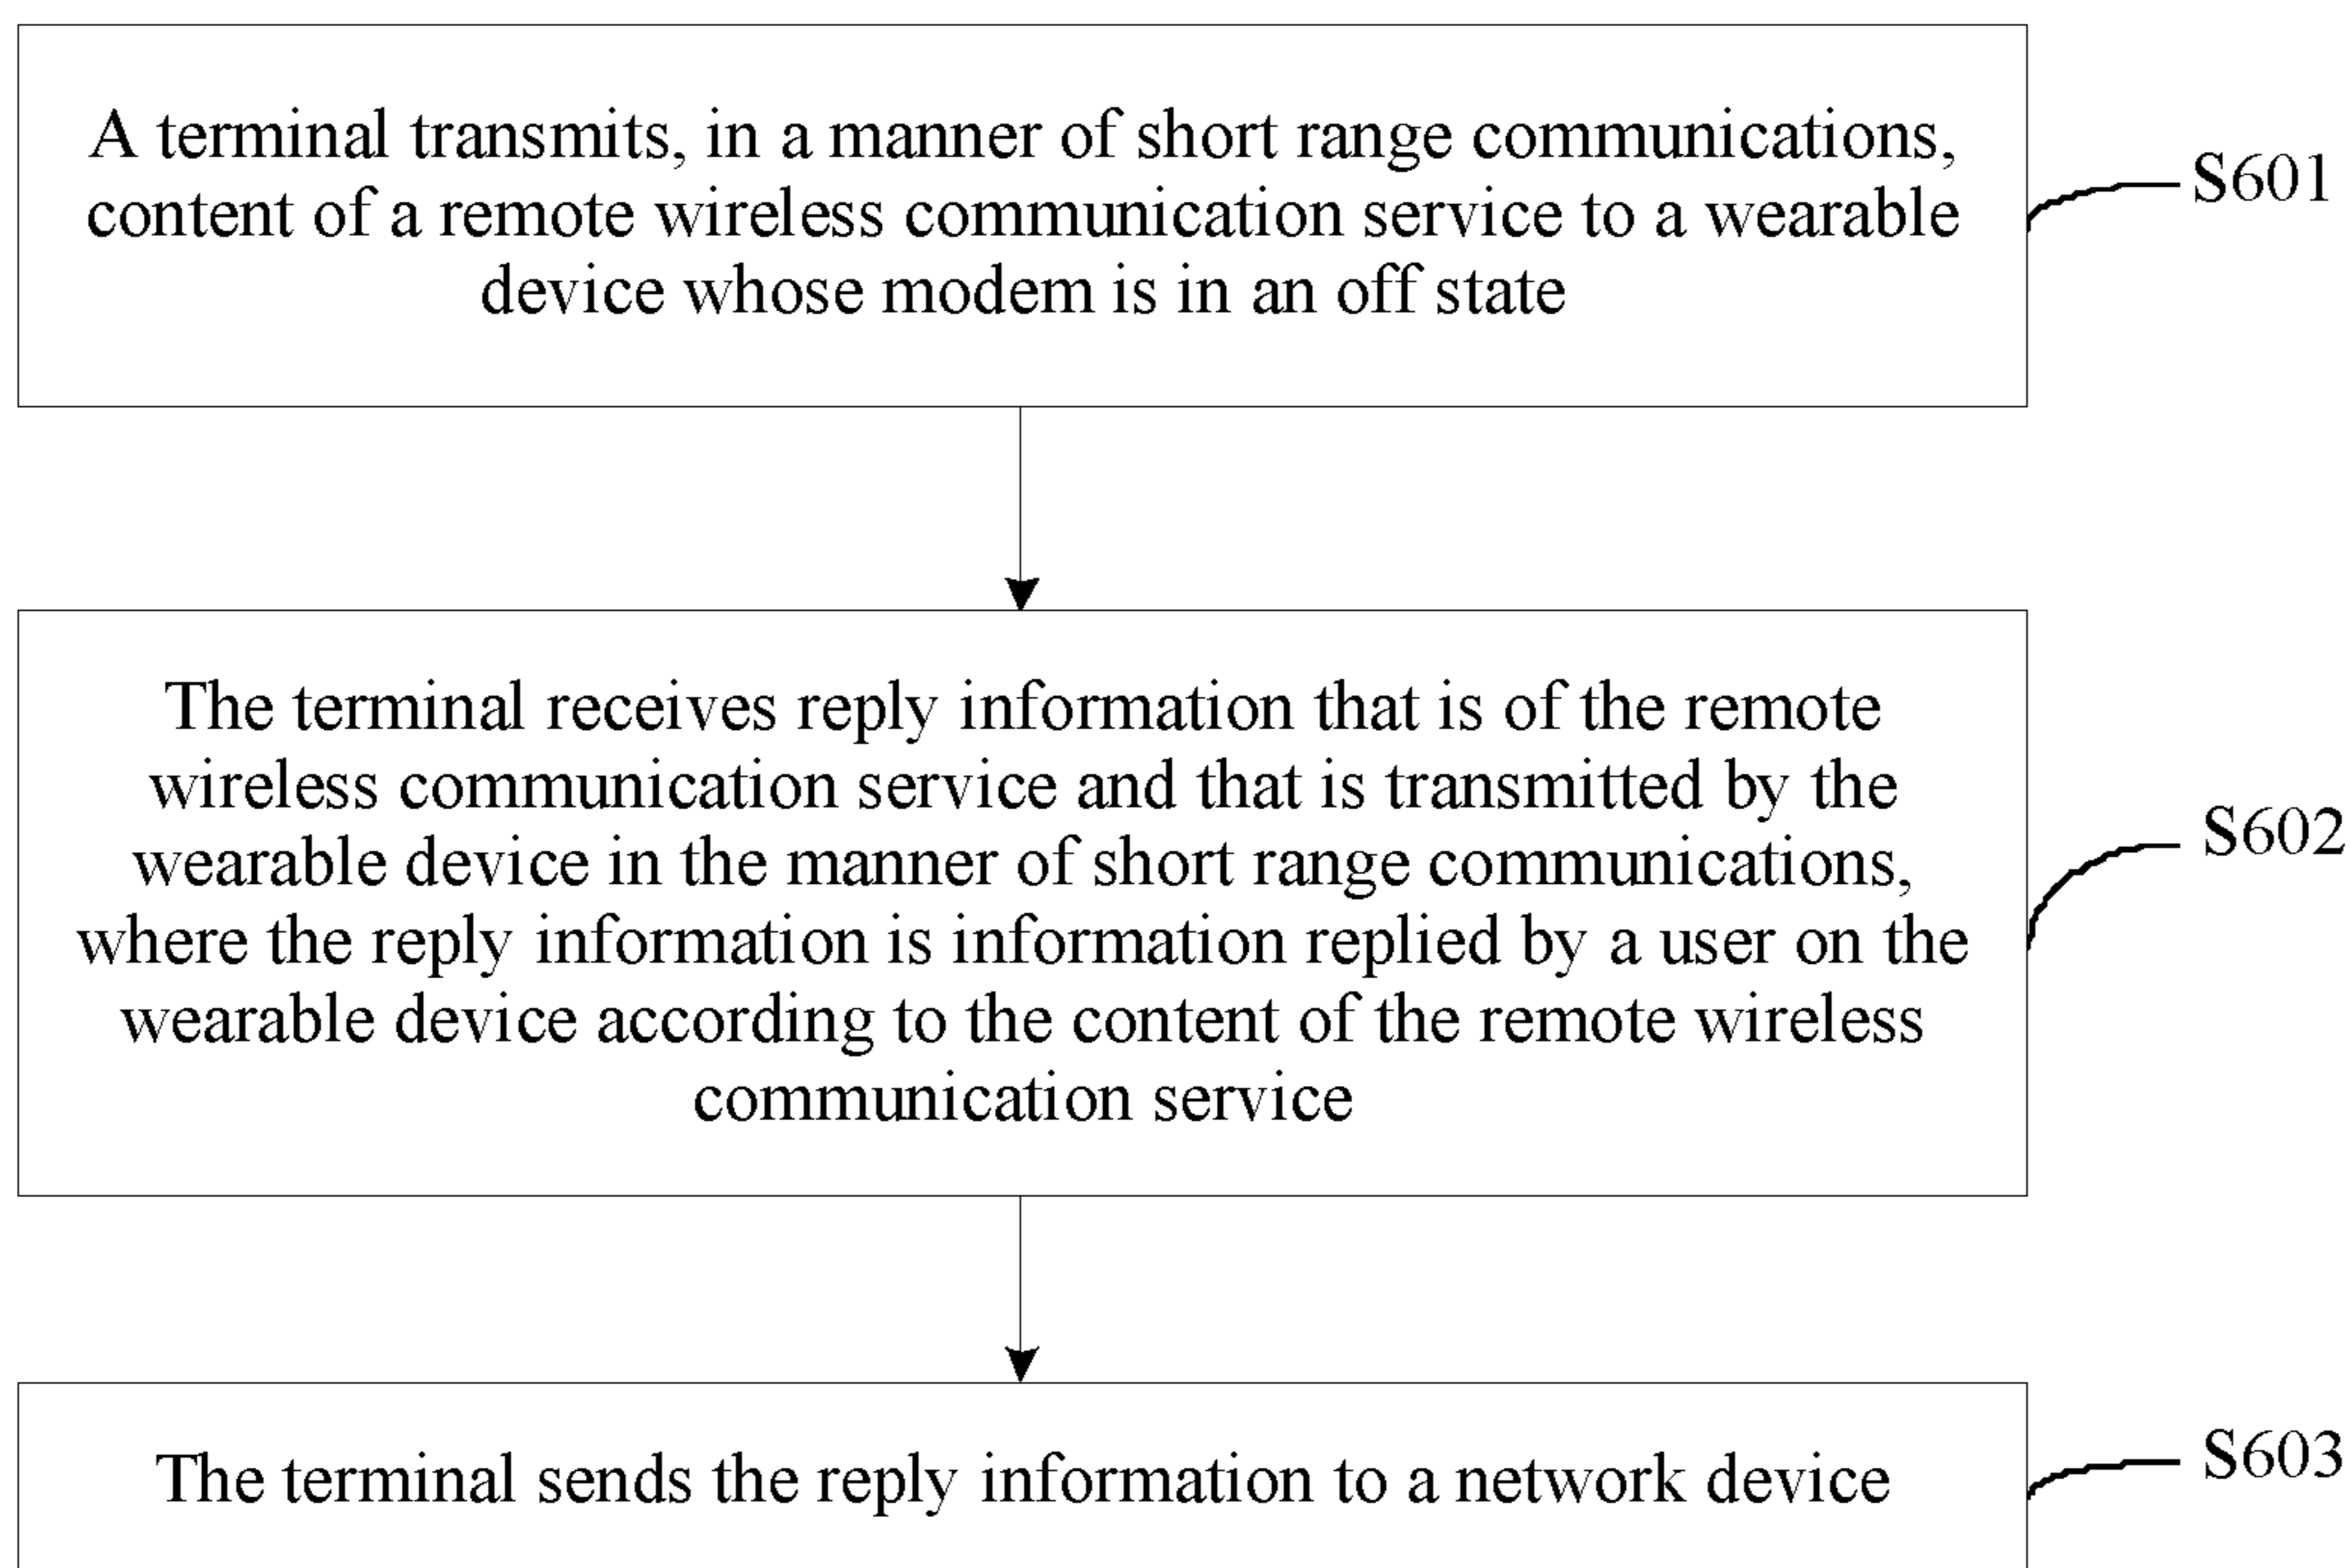 A terminal transmits, in a manner of short range communications,
content of a remote wireless communication service to a wearable
device whose modem is in an off state
S601
The terminal receives reply information that is of the remote
wireless communication service and that is transmitted by the
wearable device in the manner of short range communications,
where the reply information is information replied by a user on the
wearable device according to the content of the remote wireless
communication service
S602
The terminal sends the reply information to a network device
S603